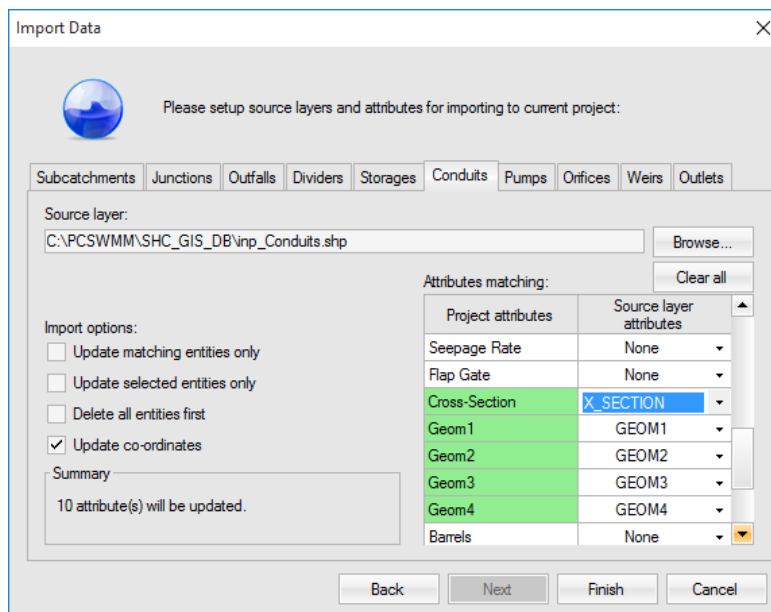 Import Data
Please setup source layers and attributes for importing to current project:
Subcatchments Junctions Outfalls Dividers Storages Conduits Pumps Orifices Weirs Outlets
Source layer:
C:\PCSWMM\SHC_GIS_DB\inp_Conduits.shp
Browse...
Clear all
Attributes matching:
Project attributes Source layer
attributes
Seepage Rate None
Flap Gate None
Cross-Section X_SECTION
Geom1 GEOM1
Geom2 GEOM2
Geom3 GEOM3
Geom4 GEOM4
Barrels None
Import options:
Update matching entities only
Update selected entities only
Delete all entities first
Update co-ordinates
Summary
10 attribute(s) will be updated.
Back Next Finish Cancel